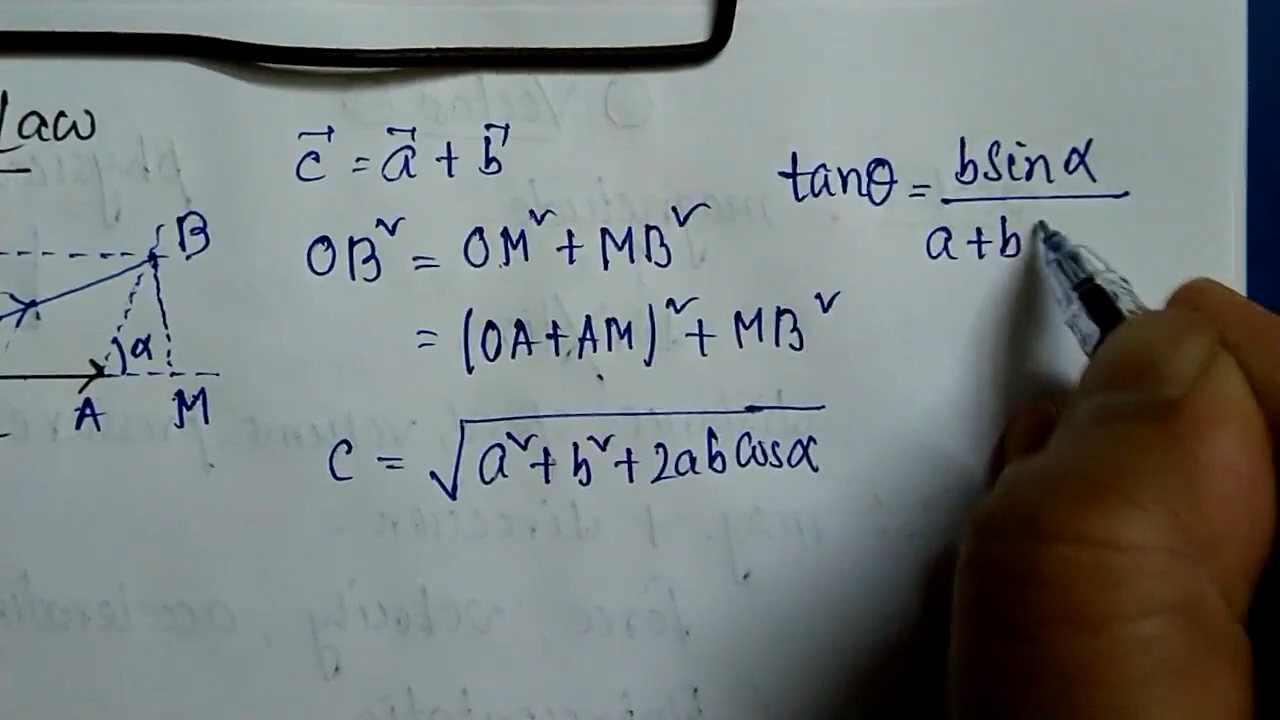 Law
c⃗ = a⃗ + b⃗
OB² = OM² + MB²
= (OA+AM)² + MB²
C = √a²+b²+2ab cosα
tanθ = bsinα / a+b
B
α
A M